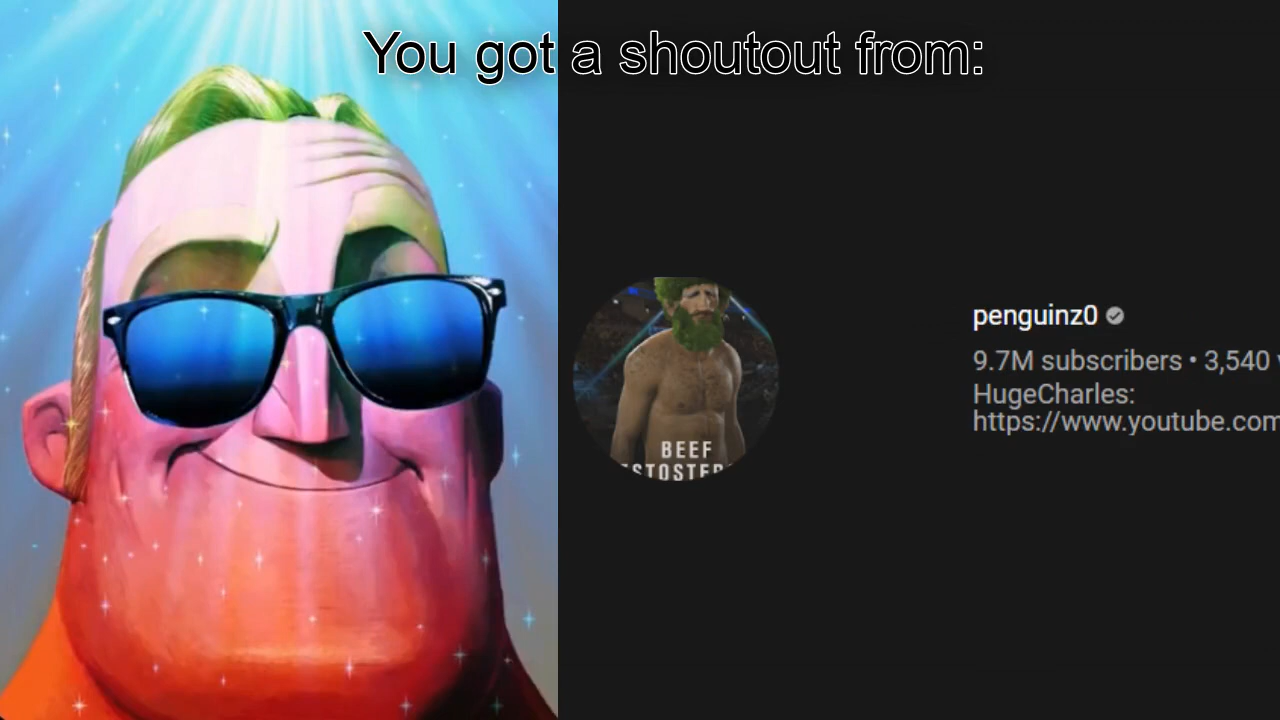 You got a shoutout from:
penguinz0
9.7M subscribers • 3,540
HugeCharles:
https://www.youtube.com
BEEF